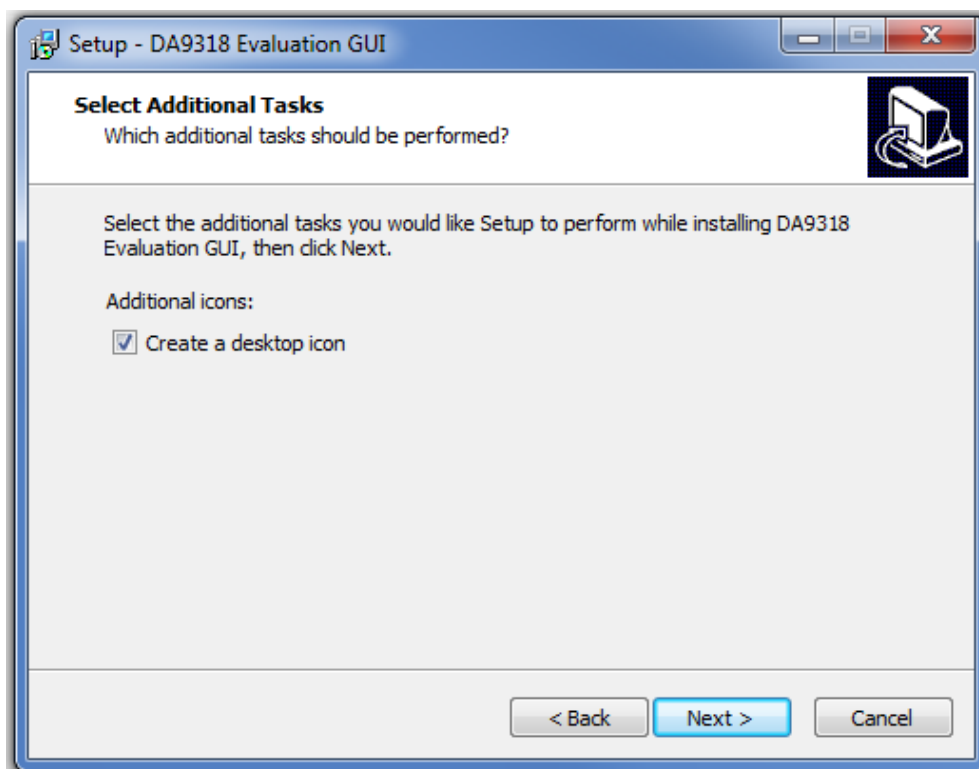 Setup - DA9318 Evaluation GUI
Select Additional Tasks
Which additional tasks should be performed?
Select the additional tasks you would like Setup to perform while installing DA9318
Evaluation GUI, then click Next.
Additional icons:
Create a desktop icon
< Back
Next >
Cancel